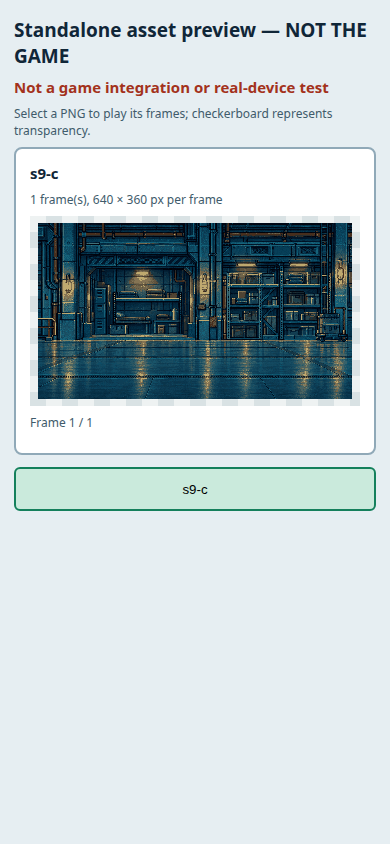 Standalone asset preview — NOT THE
GAME
Not a game integration or real-device test
Select a PNG to play its frames; checkerboard represents
transparency.
s9-c
1 frame(s), 640 × 360 px per frame
Frame 1 / 1
s9-c